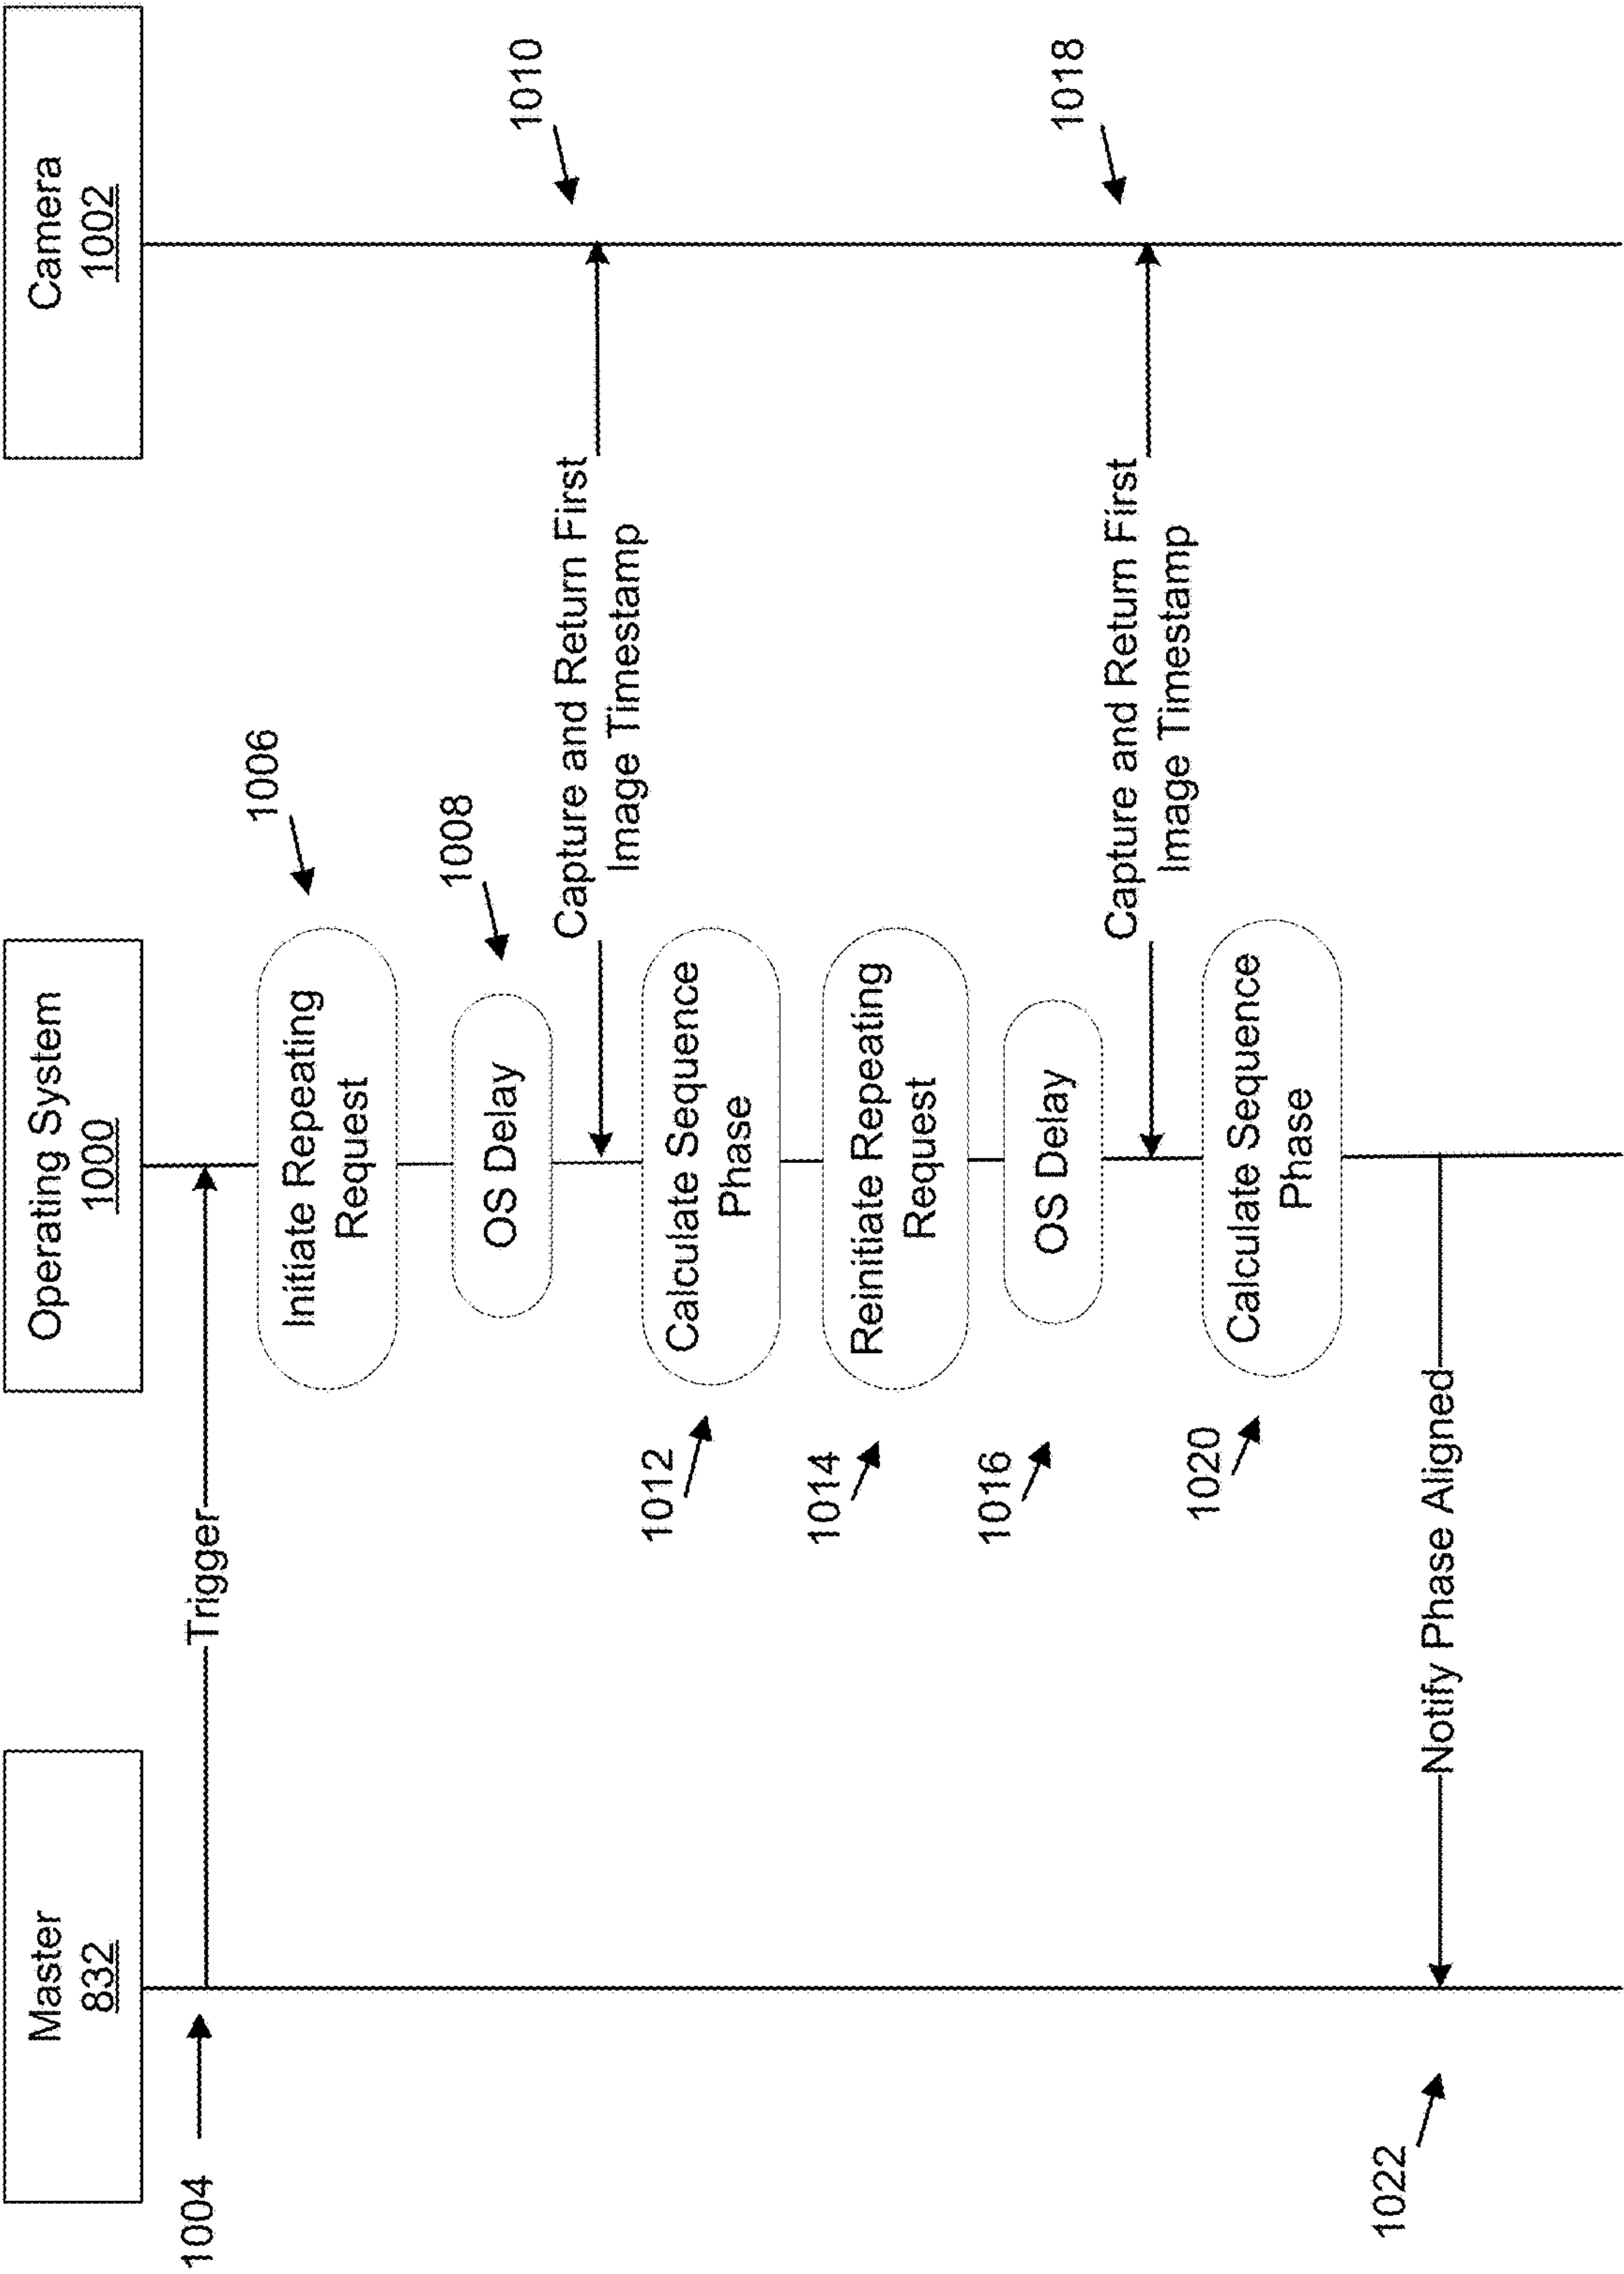 Master
832
Operating System
1000
Camera
1002
1004
Trigger
1006
Initiate Repeating
Request
1008
OS Delay
1010
Capture and Return First
Image Timestamp
1012
Calculate Sequence
Phase
1014
Reinitiate Repeating
Request
1016
OS Delay
1018
Capture and Return First
Image Timestamp
1020
Calculate Sequence
Phase
1022
Notify Phase Aligned